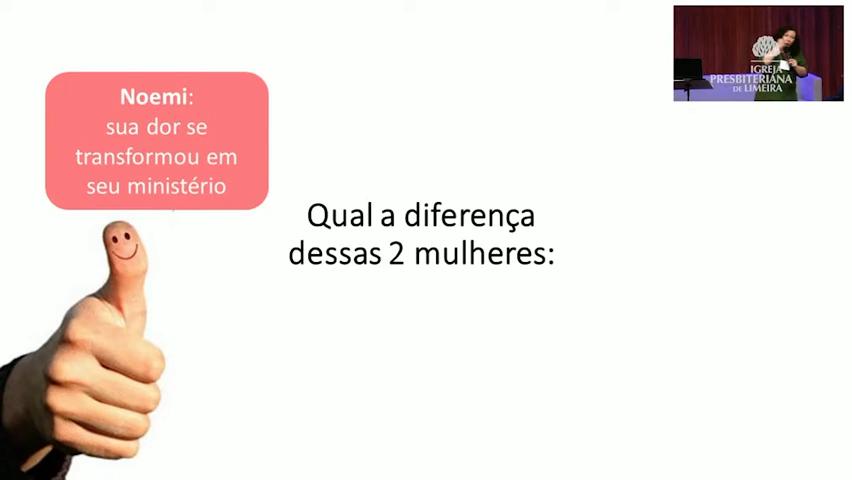 Noemi:
sua dor se
transformou em
seu ministério
Qual a diferença
dessas 2 mulheres:
IGREJA
PRESBITERIANA
DE LIMEIRA